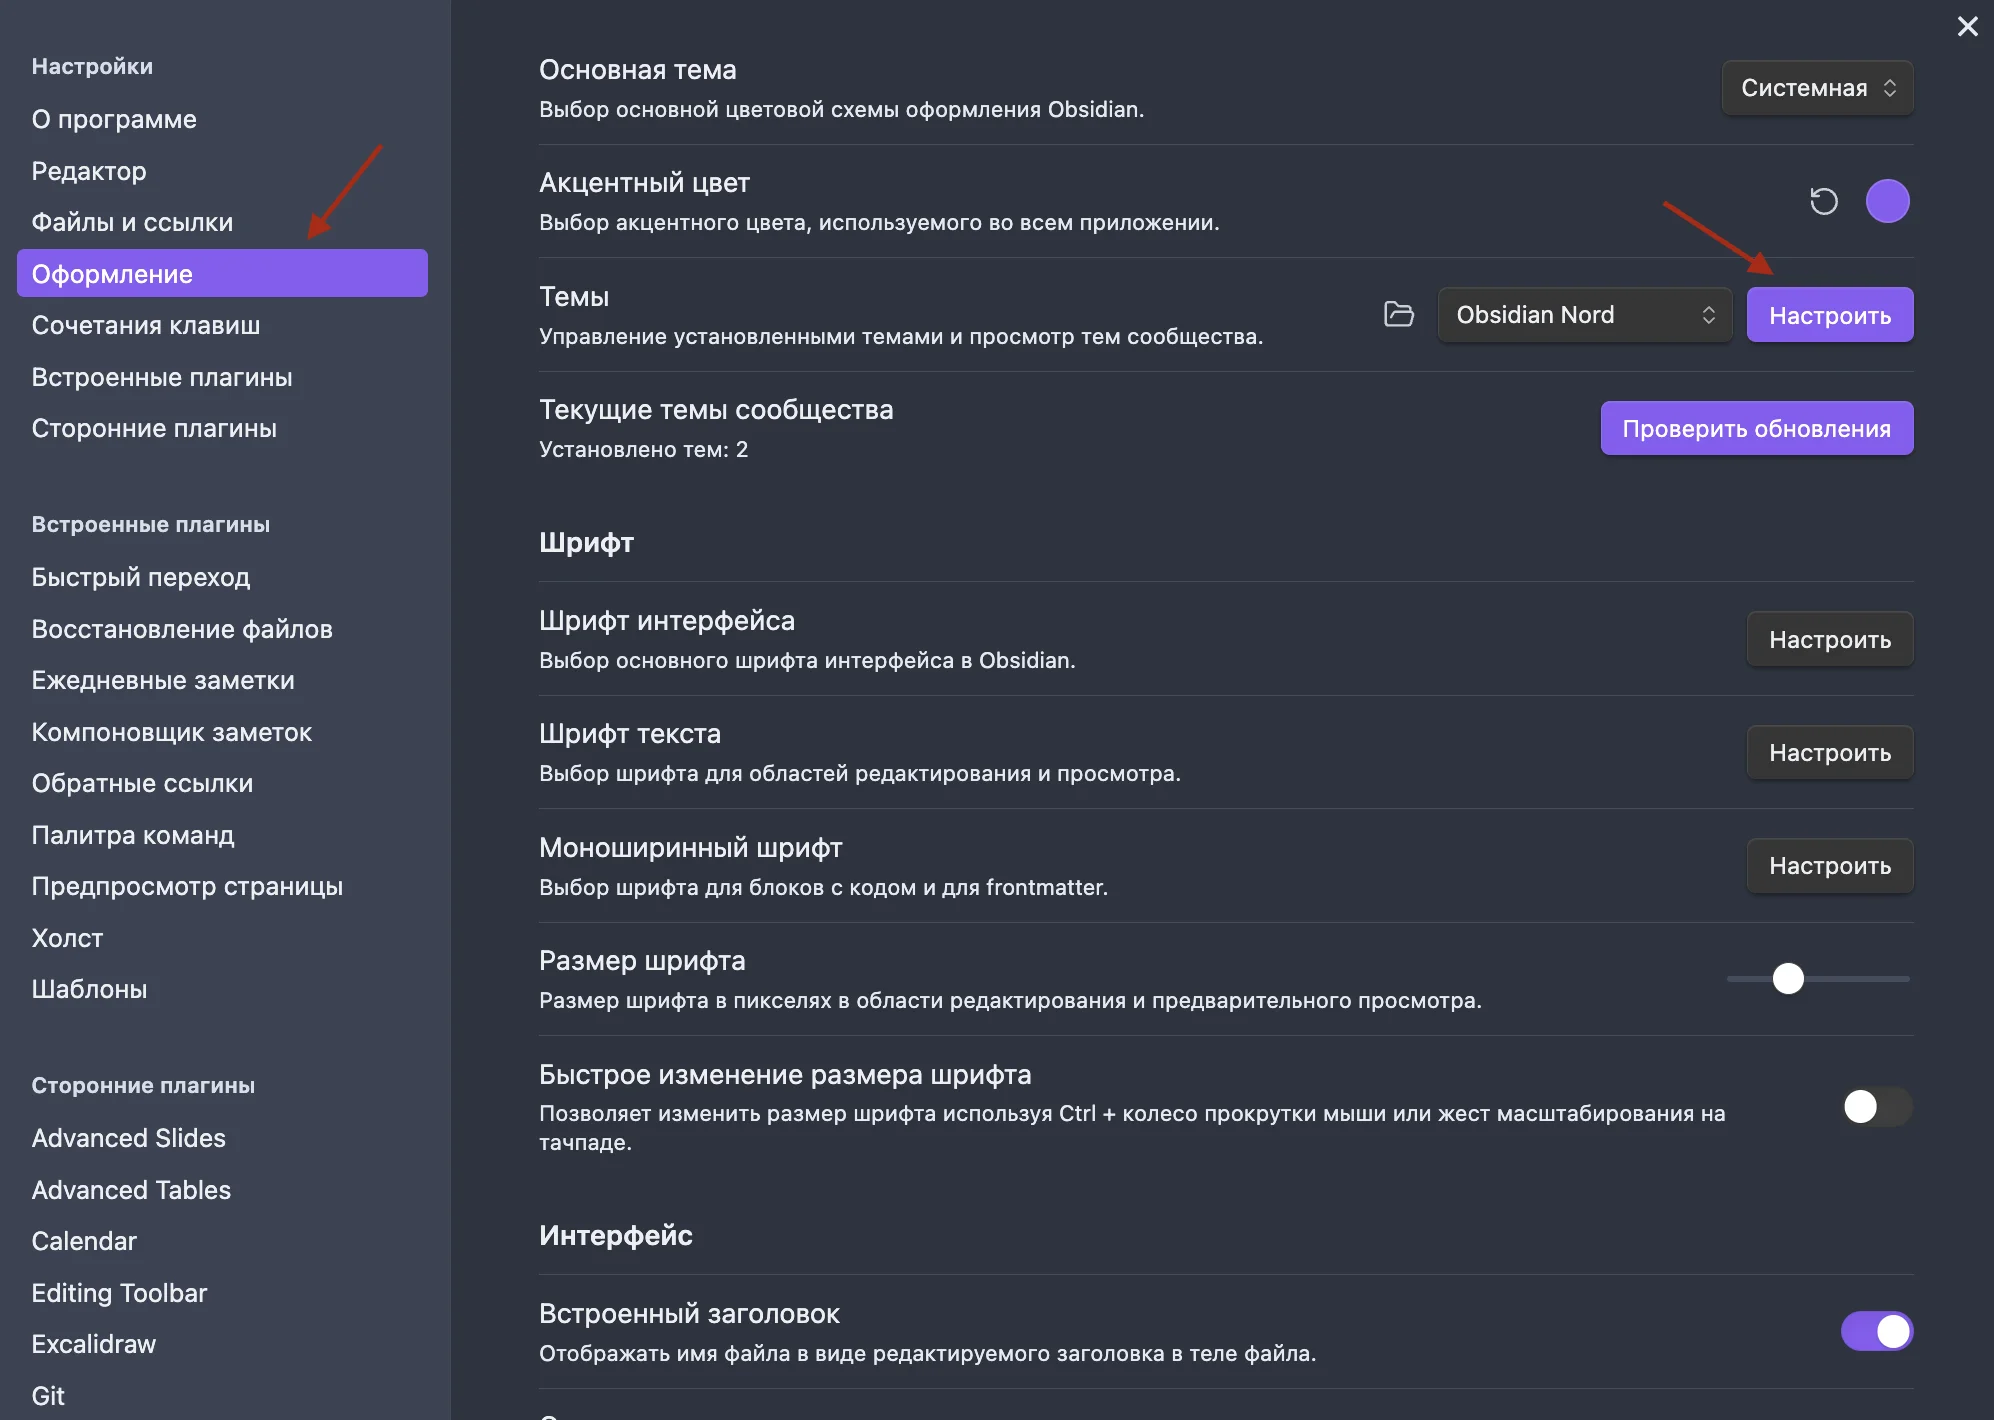 Настройки
О программе
Редактор
Файлы и ссылки
Оформление
Сочетания клавиш
Встроенные плагины
Сторонние плагины
Встроенные плагины
Быстрый переход
Восстановление файлов
Ежедневные заметки
Компоновщик заметок
Обратные ссылки
Палитра команд
Предпросмотр страницы
Холст
Шаблоны
Сторонние плагины
Advanced Slides
Advanced Tables
Calendar
Editing Toolbar
Excalidraw
Git
Основная тема
Выбор основной цветовой схемы оформления Obsidian.
Системная
Акцентный цвет
Выбор акцентного цвета, используемого во всем приложении.
Темы
Управление установленными темами и просмотр тем сообщества.
Obsidian Nord
Настроить
Текущие темы сообщества
Установлено тем: 2
Проверить обновления
Шрифт
Шрифт интерфейса
Выбор основного шрифта интерфейса в Obsidian.
Настроить
Шрифт текста
Выбор шрифта для областей редактирования и просмотра.
Настроить
Моноширинный шрифт
Выбор шрифта для блоков с кодом и для frontmatter.
Настроить
Размер шрифта
Размер шрифта в пикселях в области редактирования и предварительного просмотра.
Быстрое изменение размера шрифта
Позволяет изменить размер шрифта используя Ctrl + колесо прокрутки мыши или жест масштабирования на
тачпаде.
Интерфейс
Встроенный заголовок
Отображать имя файла в виде редактируемого заголовка в теле файла.